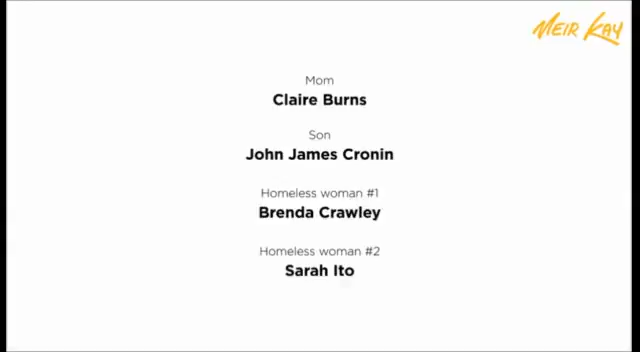 MEIR KAY
Mom
Claire Burns
Son
John James Cronin
Homeless woman #1
Brenda Crawley
Homeless woman #2
Sarah Ito